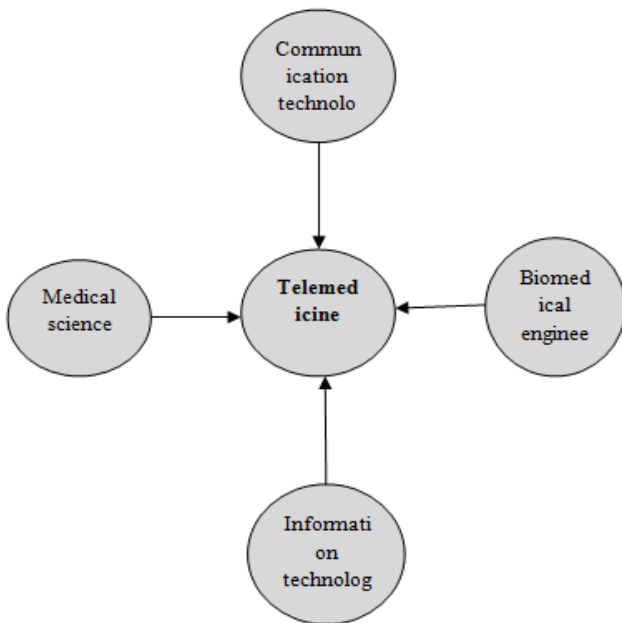 Commun
ication
technolo
Telemed
icine
Medical
science
Biomed
ical
enginee
Informati
on
technolog